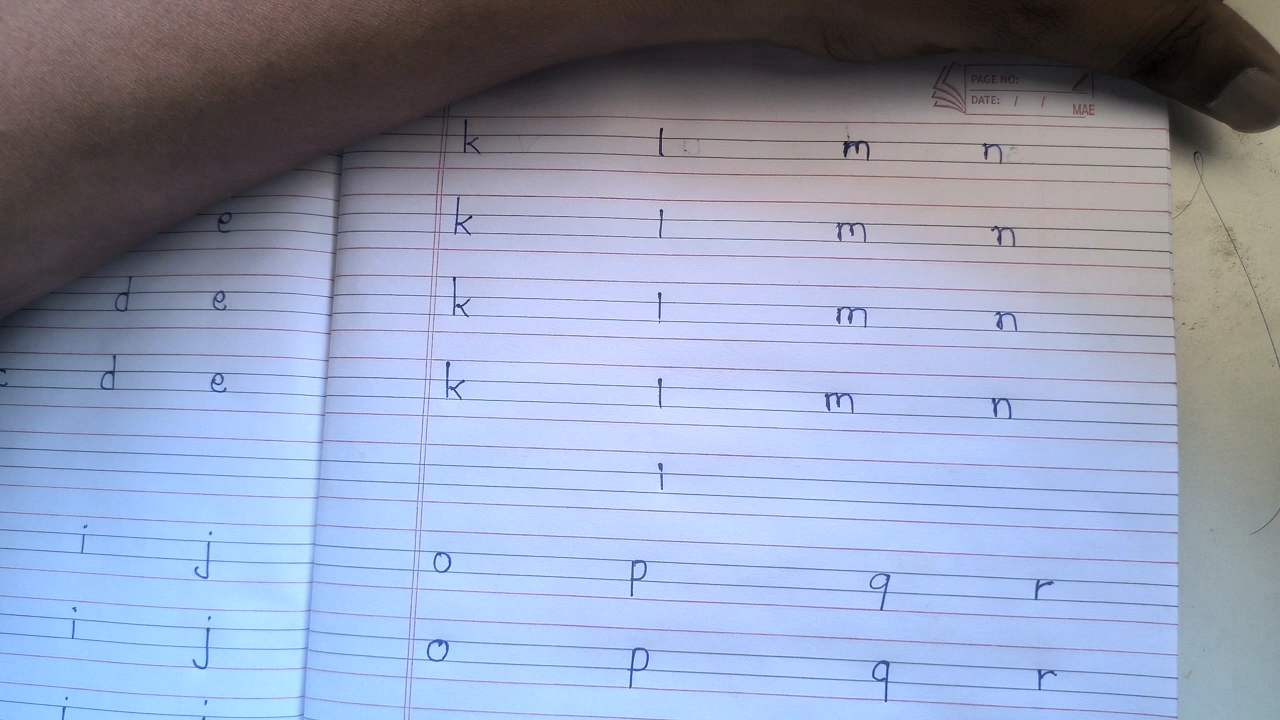 e
d e
c d e
i j
i j
PAGE NO:
DATE: / /
MAE
k l m n
k l m n
k l m n
k l m n
i
o p q r
o p q r